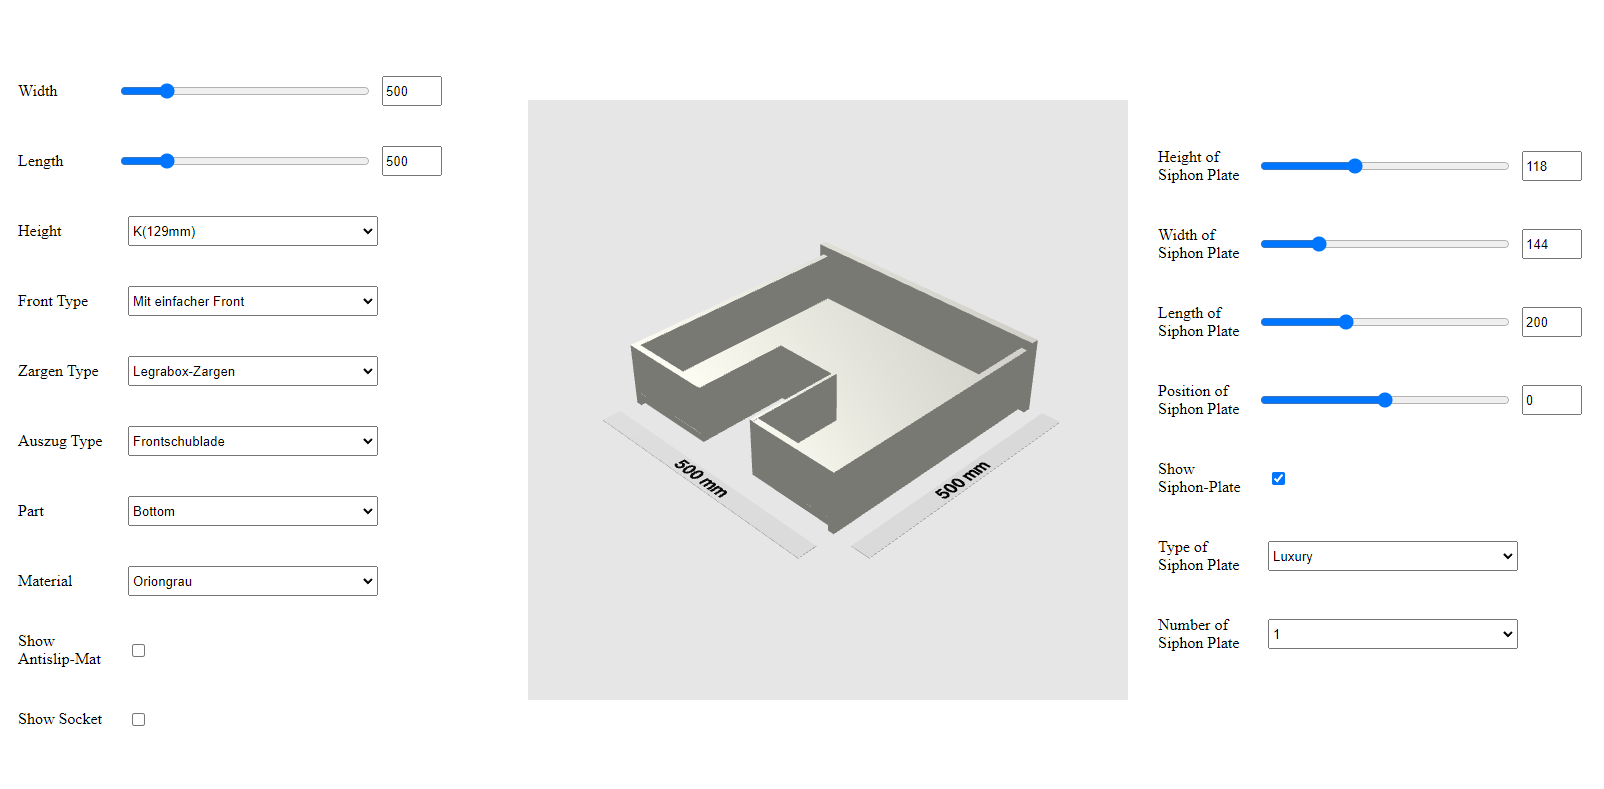 Width
500
Length
500
Height
K(129mm)
Front Type
Mit einfacher Front
Zargen Type
Legrabox-Zargen
Auszug Type
Frontschublade
Part
Bottom
Material
Oriongrau
Show
Antislip-Mat
Show Socket
500 mm
500 mm
Height of
Siphon Plate
118
Width of
Siphon Plate
144
Length of
Siphon Plate
200
Position of
Siphon Plate
0
Show
Siphon-Plate
Type of
Siphon Plate
Luxury
Number of
Siphon Plate
1